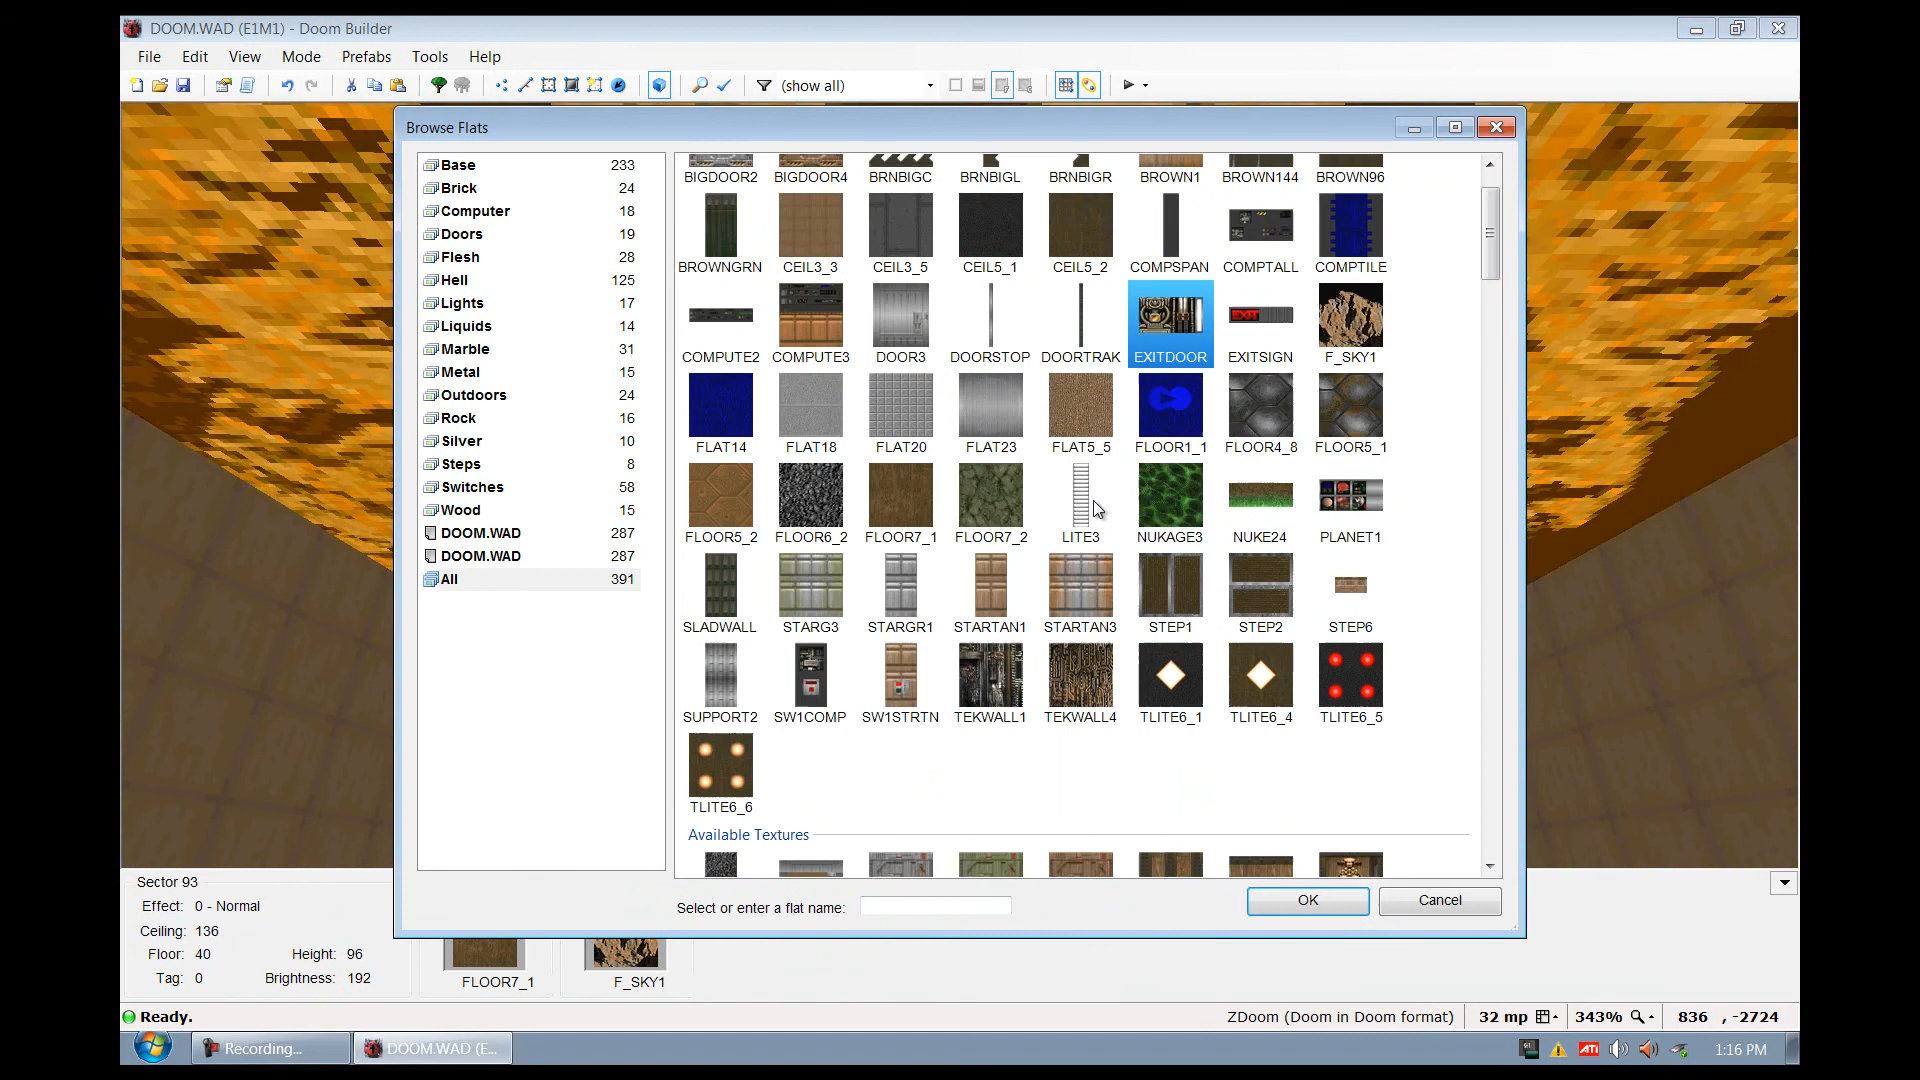 DOOM.WAD (E1M1) - Doom Builder
File Edit View Mode Prefabs Tools Help
(show all)
Browse Flats
Base 233
Brick 24
Computer 18
Doors 19
Flesh 28
Hell 125
Lights 17
Liquids 14
Marble 31
Metal 15
Outdoors 24
Rock 16
Silver 10
Steps 8
Switches 58
Wood 15
DOOM.WAD 287
DOOM.WAD 287
All 391
BIGDOOR2 BIGDOOR4 BRNBIGC BRNBIGL BRNBIGR BROWN1 BROWN144 BROWN96
BROWNGRN CEIL3_3 CEIL3_5 CEIL5_1 CEIL5_2 COMPSPAN COMPTALL COMPTILE
EXIT
COMPUTE2 COMPUTE3 DOOR3 DOORSTOP DOORTRAK EXITDOOR EXITSIGN F_SKY1
FLAT14 FLAT18 FLAT20 FLAT23 FLAT5_5 FLOOR1_1 FLOOR4_8 FLOOR5_1
FLOOR5_2 FLOOR6_2 FLOOR7_1 FLOOR7_2 LITE3 NUKAGE3 NUKE24 PLANET1
SLADWALL STARG3 STARGR1 STARTAN1 STARTAN3 STEP1 STEP2 STEP6
SUPPORT2 SW1COMP SW1STRTN TEKWALL1 TEKWALL4 TLITE6_1 TLITE6_4 TLITE6_5
TLITE6_6
Available Textures
Select or enter a flat name:
OK Cancel
Sector 93
Effect: 0 - Normal
Ceiling: 136
Floor: 40 Height: 96
Tag: 0 Brightness: 192
FLOOR7_1 F_SKY1
Ready.
ZDoom (Doom in Doom format) 32 mp 343% 836 , -2724
Recording... DOOM.WAD (E...
ATI
1:16 PM